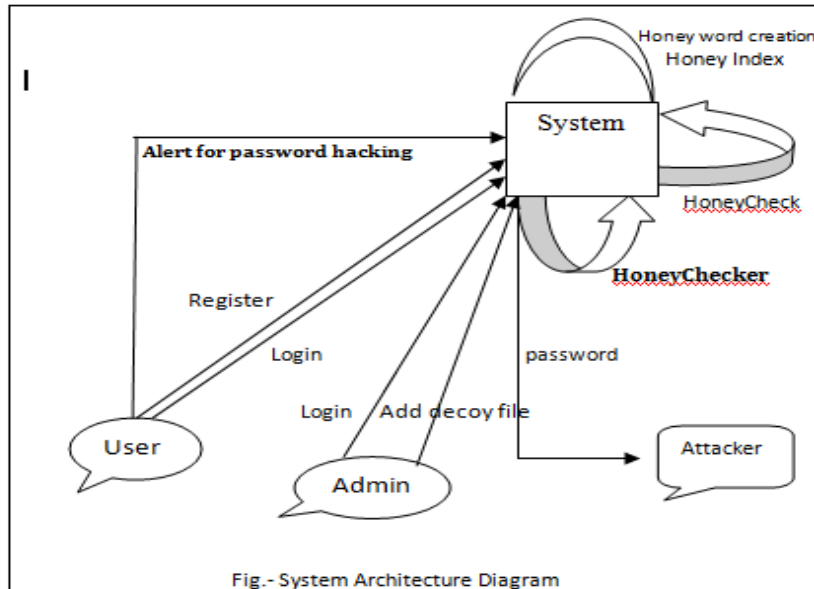 Honey word creation
Honey Index
I
System
Alert for password hacking
HoneyCheck
HoneyChecker
Register
Login
password
Login
Add decoy file
User
Attacker
Admin
Fig.- System Architecture Diagram